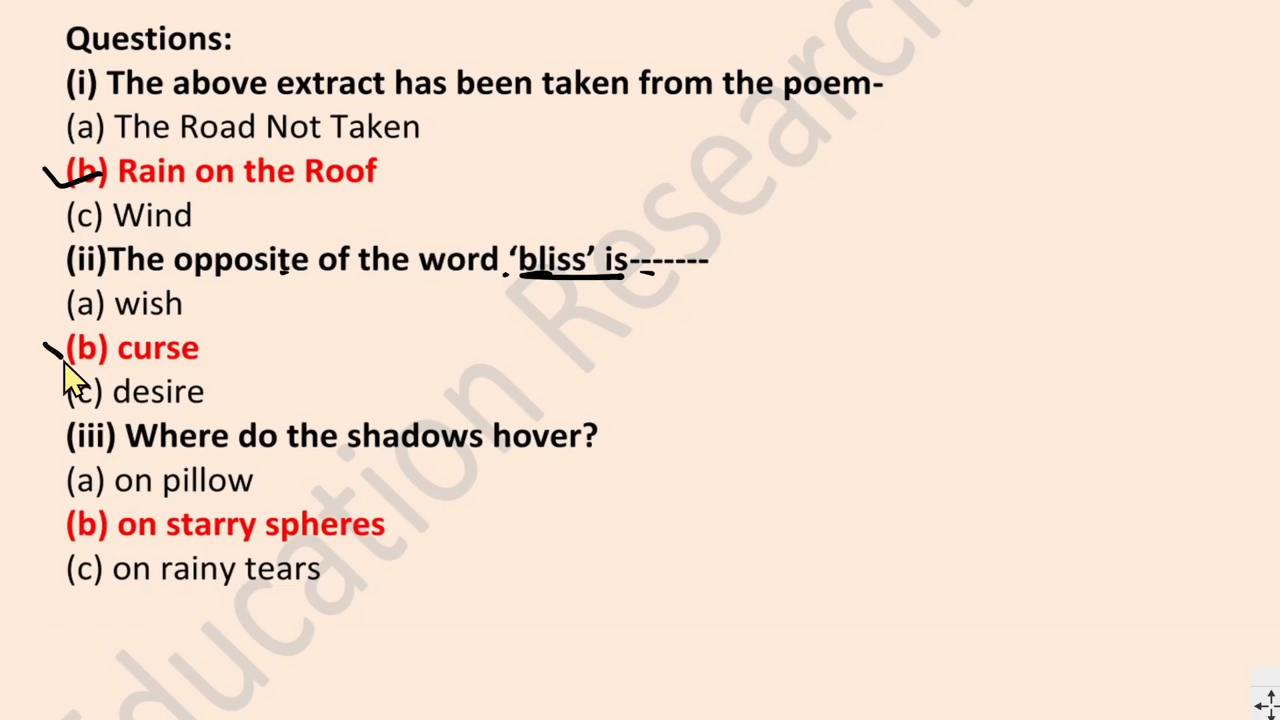 Questions:
(i) The above extract has been taken from the poem-
(a) The Road Not Taken
(b) Rain on the Roof
(c) Wind
(ii)The opposite of the word ‘bliss’ is-------
(a) wish
(b) curse
(c) desire
(iii) Where do the shadows hover?
(a) on pillow
(b) on starry spheres
(c) on rainy tears
Education Research